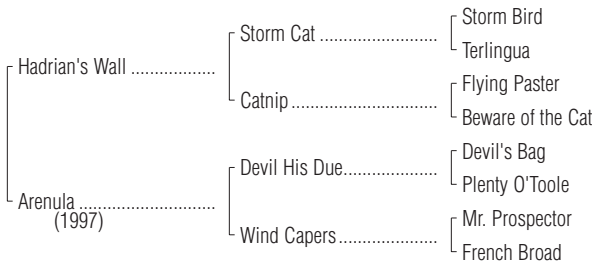 Storm Bird
Storm Cat ........................
Terlingua
Hadrian's Wall .................
Flying Paster
Catnip..............................
Beware of the Cat
Devil's Bag
Devil His Due...................
Plenty O'Toole
Arenula ...........................
(1997)
Mr. Prospector
Wind Capers....................
French Broad